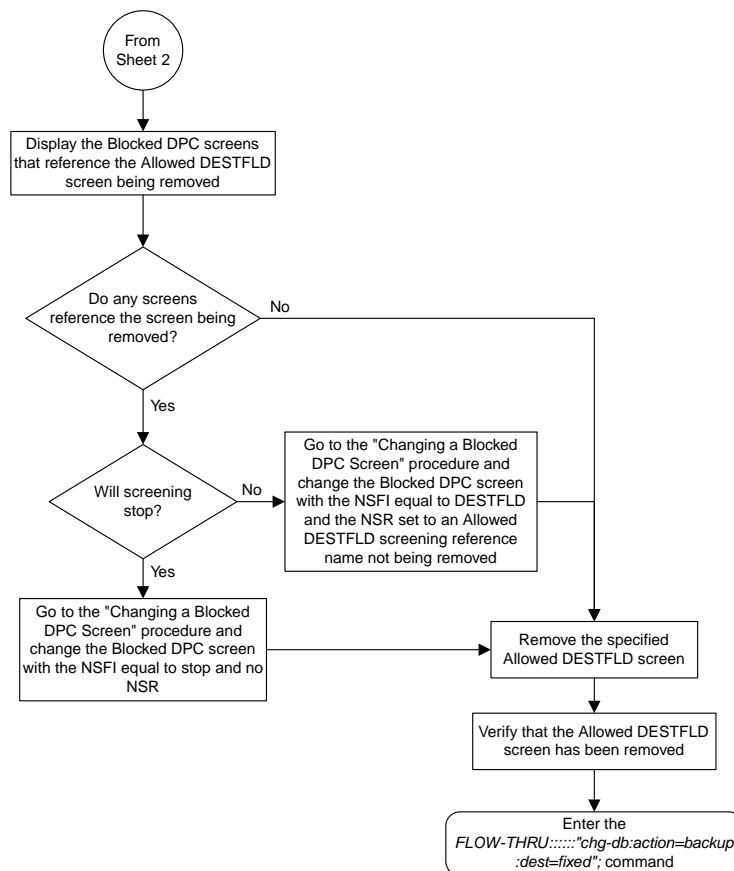 From
Sheet 2
Display the Blocked DPC screens
that reference the Allowed DESTFLD
screen being removed
Do any screens
reference the screen being
removed?
No
Yes
Will screening
stop?
No
Go to the "Changing a Blocked
DPC Screen" procedure and
change the Blocked DPC screen
with the NSFI equal to DESTFLD
and the NSR set to an Allowed
DESTFLD screening reference
name not being removed
Yes
Go to the "Changing a Blocked
DPC Screen" procedure and
change the Blocked DPC screen
with the NSFI equal to stop and no
NSR
Remove the specified
Allowed DESTFLD screen
Verify that the Allowed DESTFLD
screen has been removed
Enter the
FLOW-THRU::::::"chg-db:action=backup
:dest=fixed"; command